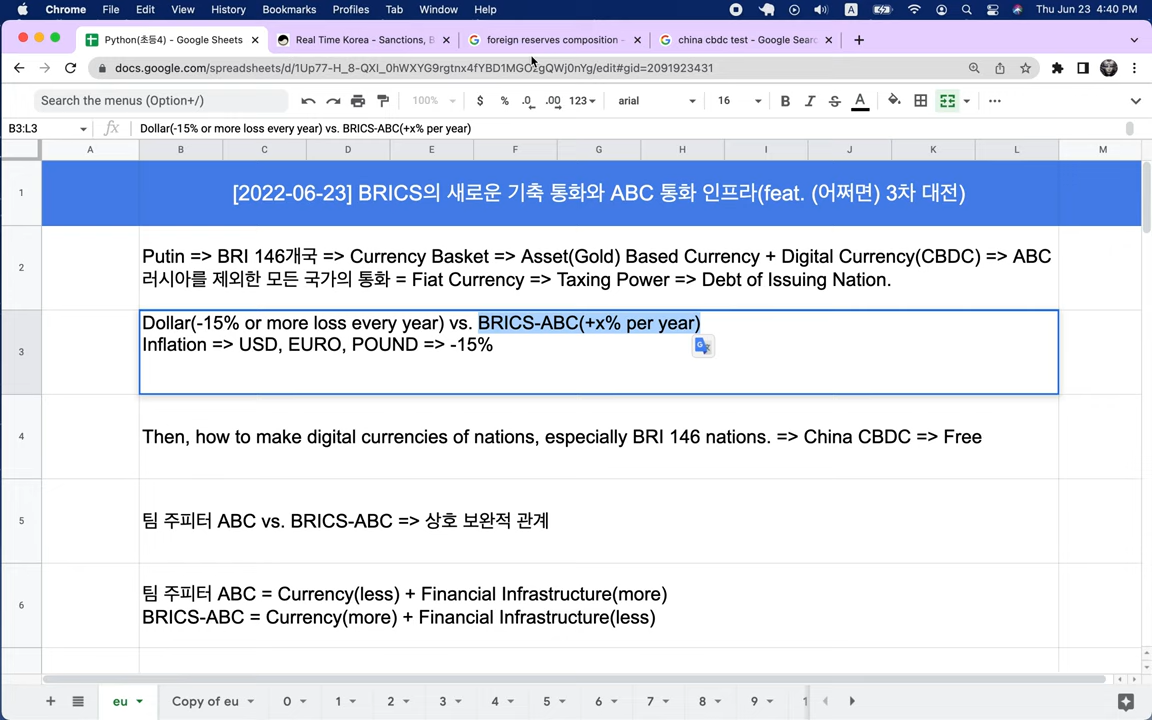 Chrome File Edit View History Bookmarks Profiles Tab Window Help A Thu Jun 23 4:40 PM
Python(초등4) - Google Sheets Real Time Korea - Sanctions, B foreign reserves composition - china cbdc test - Google Searc
docs.google.com/spreadsheets/d/1Up77-H_8-QXI_0hWXYG9rgtnx4fYBD1MGOzgQWj0nYg/edit#gid=2091923431
Search the menus (Option+/) 100% $ % .0 .00 123 arial 16 B I S A
B3:L3 fx Dollar(-15% or more loss every year) vs. BRICS-ABC(+x% per year)
A B C D E F G H I J K L M
1 [2022-06-23] BRICS의 새로운 기축 통화와 ABC 통화 인프라(feat. (어쩌면) 3차 대전)
2 Putin => BRI 146개국 => Currency Basket => Asset(Gold) Based Currency + Digital Currency(CBDC) => ABC
러시아를 제외한 모든 국가의 통화 = Fiat Currency => Taxing Power => Debt of Issuing Nation.
3 Dollar(-15% or more loss every year) vs. BRICS-ABC(+x% per year)
Inflation => USD, EURO, POUND => -15%
4 Then, how to make digital currencies of nations, especially BRI 146 nations. => China CBDC => Free
5 팀 주피터 ABC vs. BRICS-ABC => 상호 보완적 관계
6 팀 주피터 ABC = Currency(less) + Financial Infrastructure(more)
BRICS-ABC = Currency(more) + Financial Infrastructure(less)
eu Copy of eu 0 1 2 3 4 5 6 7 8 9 1